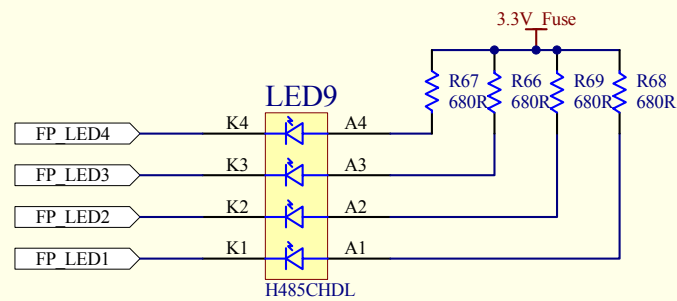 3.3V_Fuse
R67
680R
R66
680R
R69
680R
R68
680R
LED9
FP_LED4
K4
A4
FP_LED3
K3
A3
FP_LED2
K2
A2
FP_LED1
K1
A1
H485CHDL